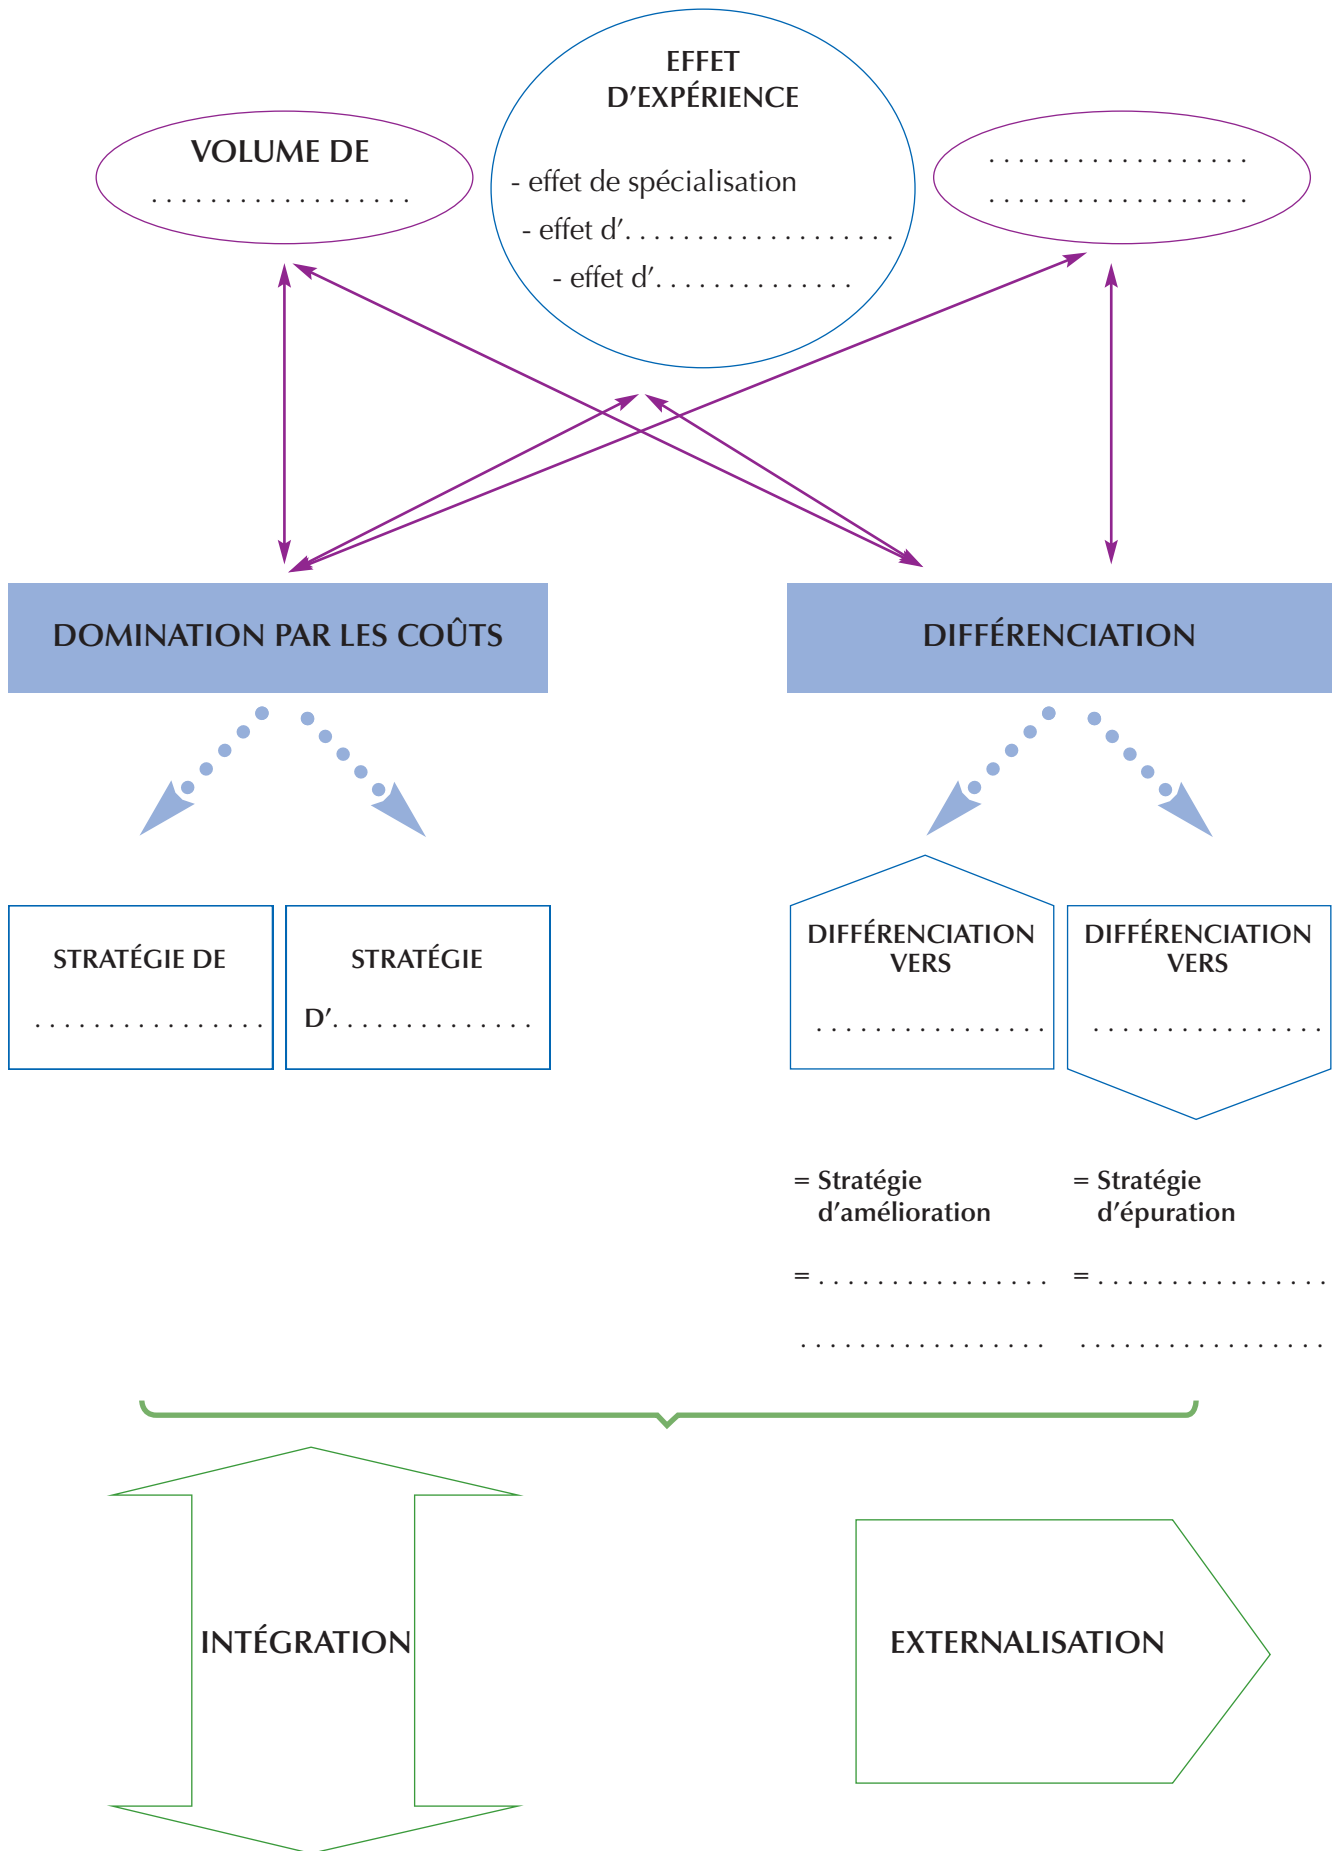 EFFET
D'EXPÉRIENCE
- effet de spécialisation
- effet d'. . . . . . . . . . . . . . . . . . .
- effet d'. . . . . . . . . . . . . .
VOLUME DE
. . . . . . . . . . . . . . . . . .
. . . . . . . . . . . . . . . . . .
. . . . . . . . . . . . . . . . . .
DOMINATION PAR LES COÛTS
DIFFÉRENCIATION
STRATÉGIE DE
. . . . . . . . . . . . . . . .
STRATÉGIE
D'. . . . . . . . . . . . . .
DIFFÉRENCIATION
VERS
. . . . . . . . . . . . . . . .
DIFFÉRENCIATION
VERS
. . . . . . . . . . . . . . . .
= Stratégie
d'amélioration
= . . . . . . . . . . . . . . . .
. . . . . . . . . . . . . . . . .
= Stratégie
d'épuration
= . . . . . . . . . . . . . . . .
. . . . . . . . . . . . . . . . .
INTÉGRATION
EXTERNALISATION